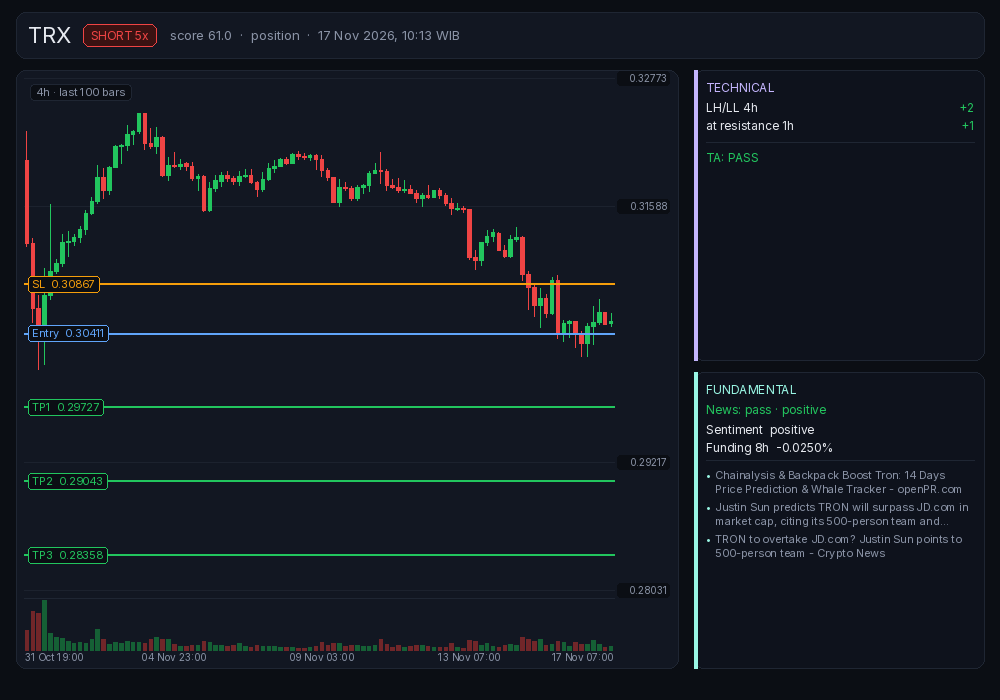 TRX SHORT 5x score 61.0 · position · 17 Nov 2026, 10:13 WIB
4h · last 100 bars
0.32773
0.31588
SL 0.30867
Entry 0.30411
TP1 0.29727
0.29217
TP2 0.29043
TP3 0.28358
0.28031
31 Oct 19:00 04 Nov 23:00 09 Nov 03:00 13 Nov 07:00 17 Nov 07:00
TECHNICAL
LH/LL 4h +2
at resistance 1h +1
TA: PASS
FUNDAMENTAL
News: pass · positive
Sentiment positive
Funding 8h -0.0250%
• Chainalysis & Backpack Boost Tron: 14 Days
Price Prediction & Whale Tracker - openPR.com
• Justin Sun predicts TRON will surpass JD.com in
market cap, citing its 500-person team and...
• TRON to overtake JD.com? Justin Sun points to
500-person team - Crypto News